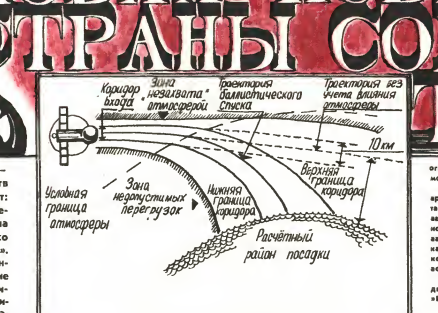 СТРАНЫ СО
Коридор
входа
Зона
"незахвата"
атмосферой
Траектория
баллистического
спуска
Траектория без
учета влияния
атмосферы
10 км
Верхняя
граница
коридора
Условная
граница
атмосферы
Зона
недопустимых
перегрузок
Нижняя
граница
коридора
Расчётный
район посадки